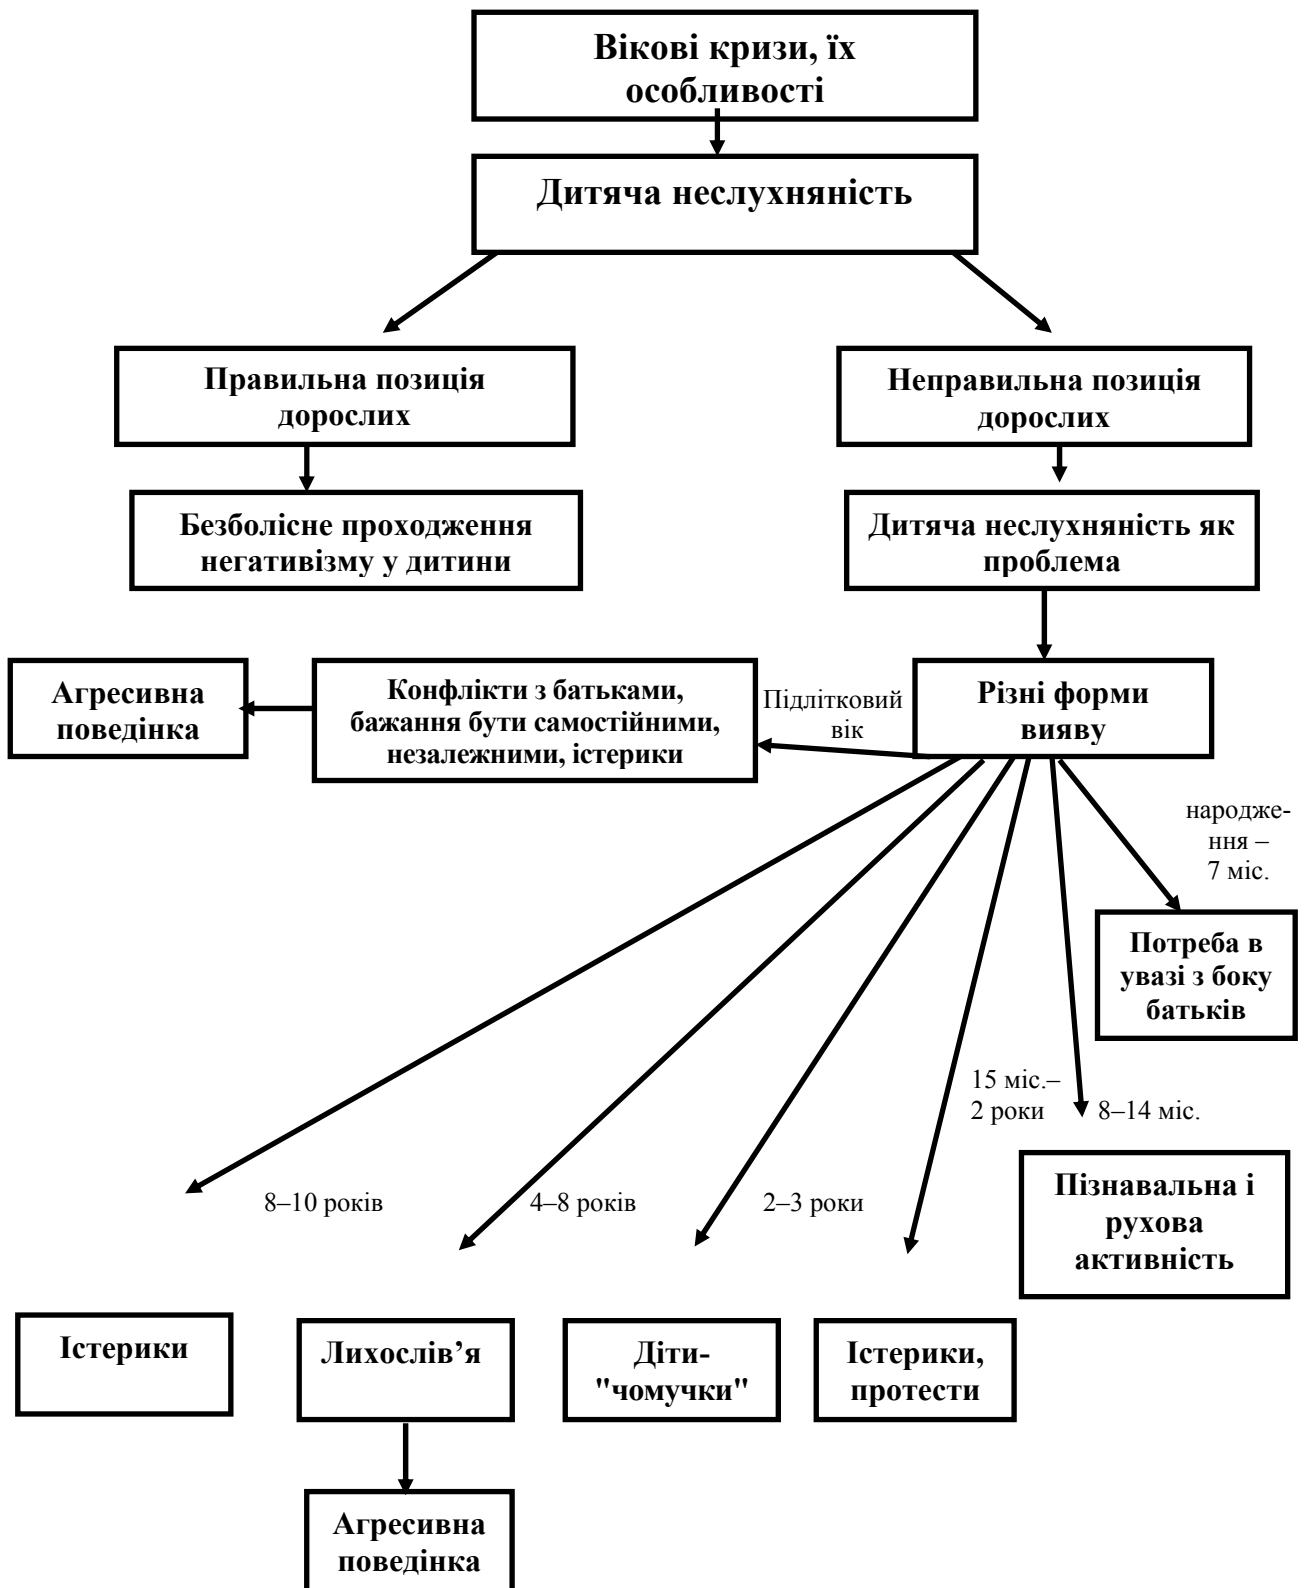 Вікові кризи, їх
особливості
Дитяча неслухняність
Правильна позиція
дорослих
Неправильна позиція
дорослих
Безболісне проходження
негативізму у дитини
Дитяча неслухняність як
проблема
Агресивна
поведінка
Конфлікти з батьками,
бажання бути самостійними,
незалежними, істерики
Підлітковий
вік
Різні форми
вияву
народже-
ння –
7 міс.
Потреба в
увазі з боку
батьків
15 міс.–
2 роки
8–14 міс.
Пізнавальна і
рухова
активність
8–10 років
4–8 років
2–3 роки
Істерики
Лихослів’я
Діти-
"чомучки"
Істерики,
протести
Агресивна
поведінка